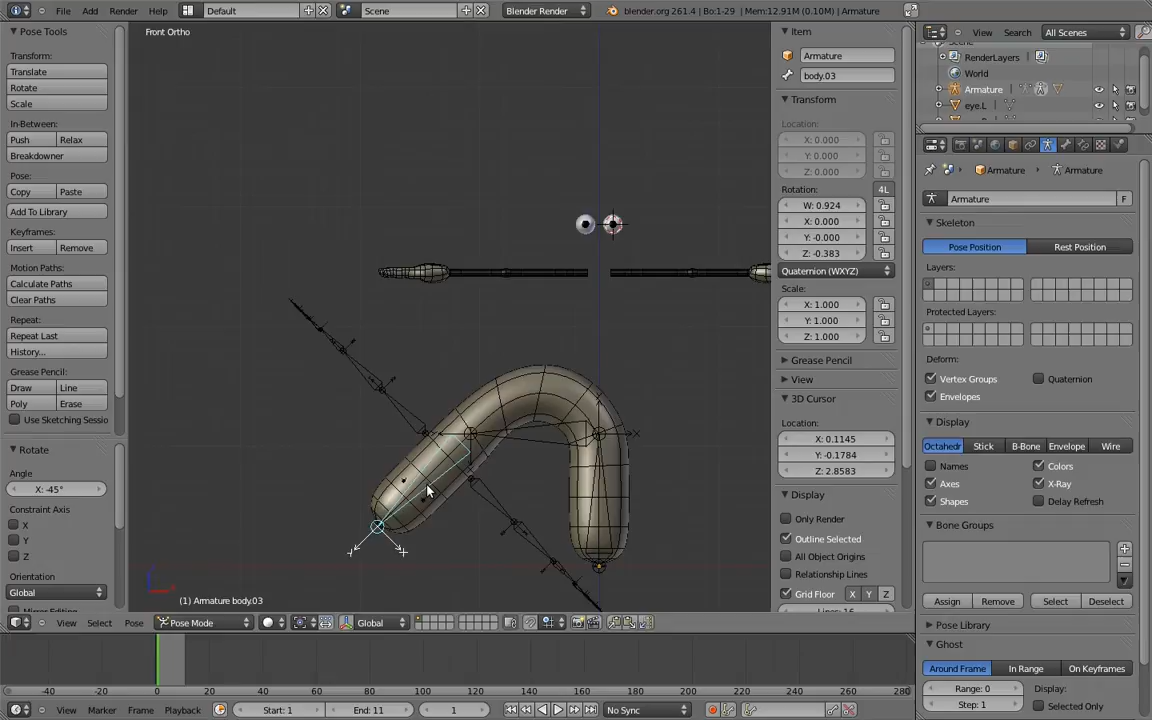 File Add Render Help Default Scene Blender Render blender.org 261.4 | Bo:1-29 | Mem:12.91M (0.10M) | Armature
Pose Tools
Transform:
Translate
Rotate
Scale
In-Between:
Push Relax
Breakdowner
Pose:
Copy Paste
Add To Library
Keyframes:
Insert Remove
Motion Paths:
Calculate Paths
Clear Paths
Repeat:
Repeat Last
History...
Grease Pencil:
Draw Line
Poly Erase
Use Sketching Sessio
Rotate
Angle
X: -45°
Constraint Axis
X
Y
Z
Orientation
Global
Front Ortho
X
(1) Armature body.03
View Select Pose Pose Mode Global
Item
Armature
body.03
Transform
Location:
X: 0.000
Y: 0.000
Z: 0.000
Rotation: 4L
W: 0.924
X: 0.000
Y: -0.000
Z: -0.383
Quaternion (WXYZ)
Scale:
X: 1.000
Y: 1.000
Z: 1.000
Grease Pencil
View
3D Cursor
Location:
X: 0.1145
Y: -0.1784
Z: 2.8583
Display
Only Render
Outline Selected
All Object Origins
Relationship Lines
Grid Floor X Y Z
View Search All Scenes
RenderLayers
World
Armature
eye.L
Armature Armature
Armature F
Skeleton
Pose Position Rest Position
Layers:
Protected Layers:
Deform:
Vertex Groups Quaternion
Envelopes
Display
Octahedr Stick B-Bone Envelope Wire
Names Colors
Axes X-Ray
Shapes Delay Refresh
Bone Groups
Assign Remove Select Deselect
Pose Library
Ghost
Around Frame In Range On Keyframes
Range: 0 Display:
Step: 1 Selected Only
-40 -20 0 20 40 60 80 100 120 140 160 180 200 220 240 260 280
View Marker Frame Playback Start: 1 End: 11 1 No Sync